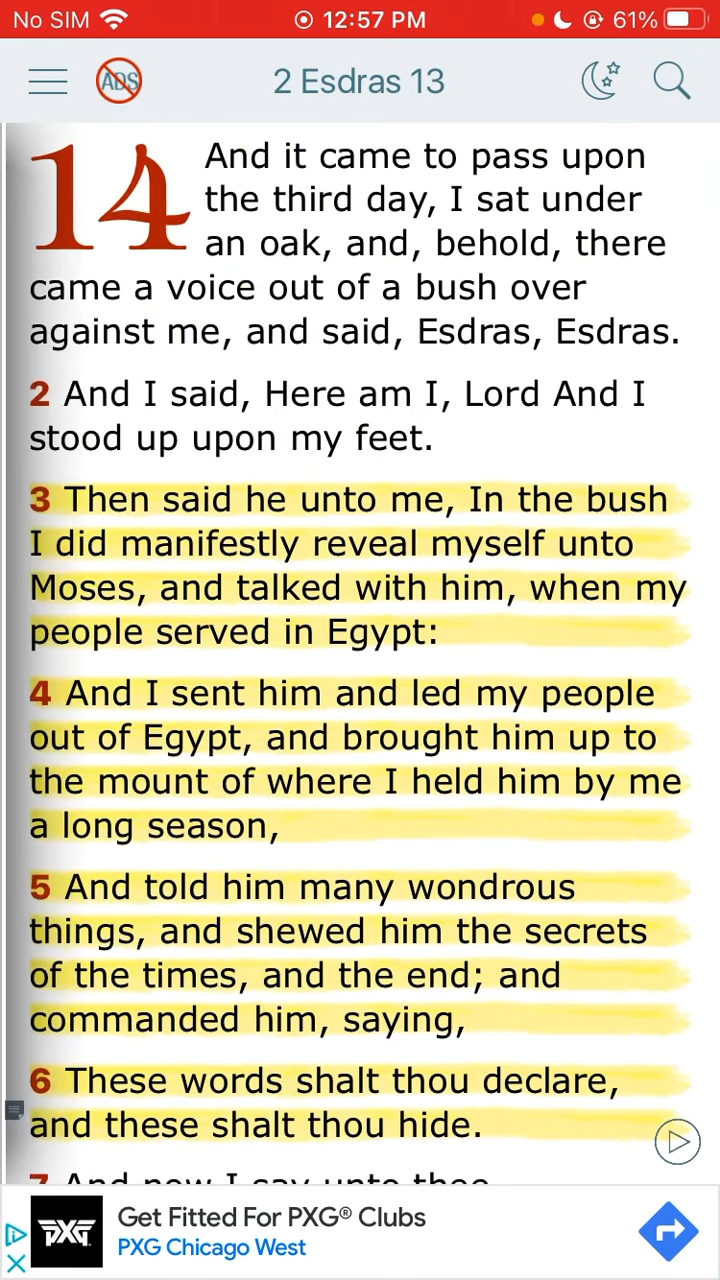 No SIM 12:57 PM 61%
ADS 2 Esdras 13
14 And it came to pass upon
the third day, I sat under
an oak, and, behold, there
came a voice out of a bush over
against me, and said, Esdras, Esdras.
2 And I said, Here am I, Lord And I
stood up upon my feet.
3 Then said he unto me, In the bush
I did manifestly reveal myself unto
Moses, and talked with him, when my
people served in Egypt:
4 And I sent him and led my people
out of Egypt, and brought him up to
the mount of where I held him by me
a long season,
5 And told him many wondrous
things, and shewed him the secrets
of the times, and the end; and
commanded him, saying,
6 These words shalt thou declare,
and these shalt thou hide.
7 And now I say unto thee
PXG Get Fitted For PXG® Clubs
PXG Chicago West